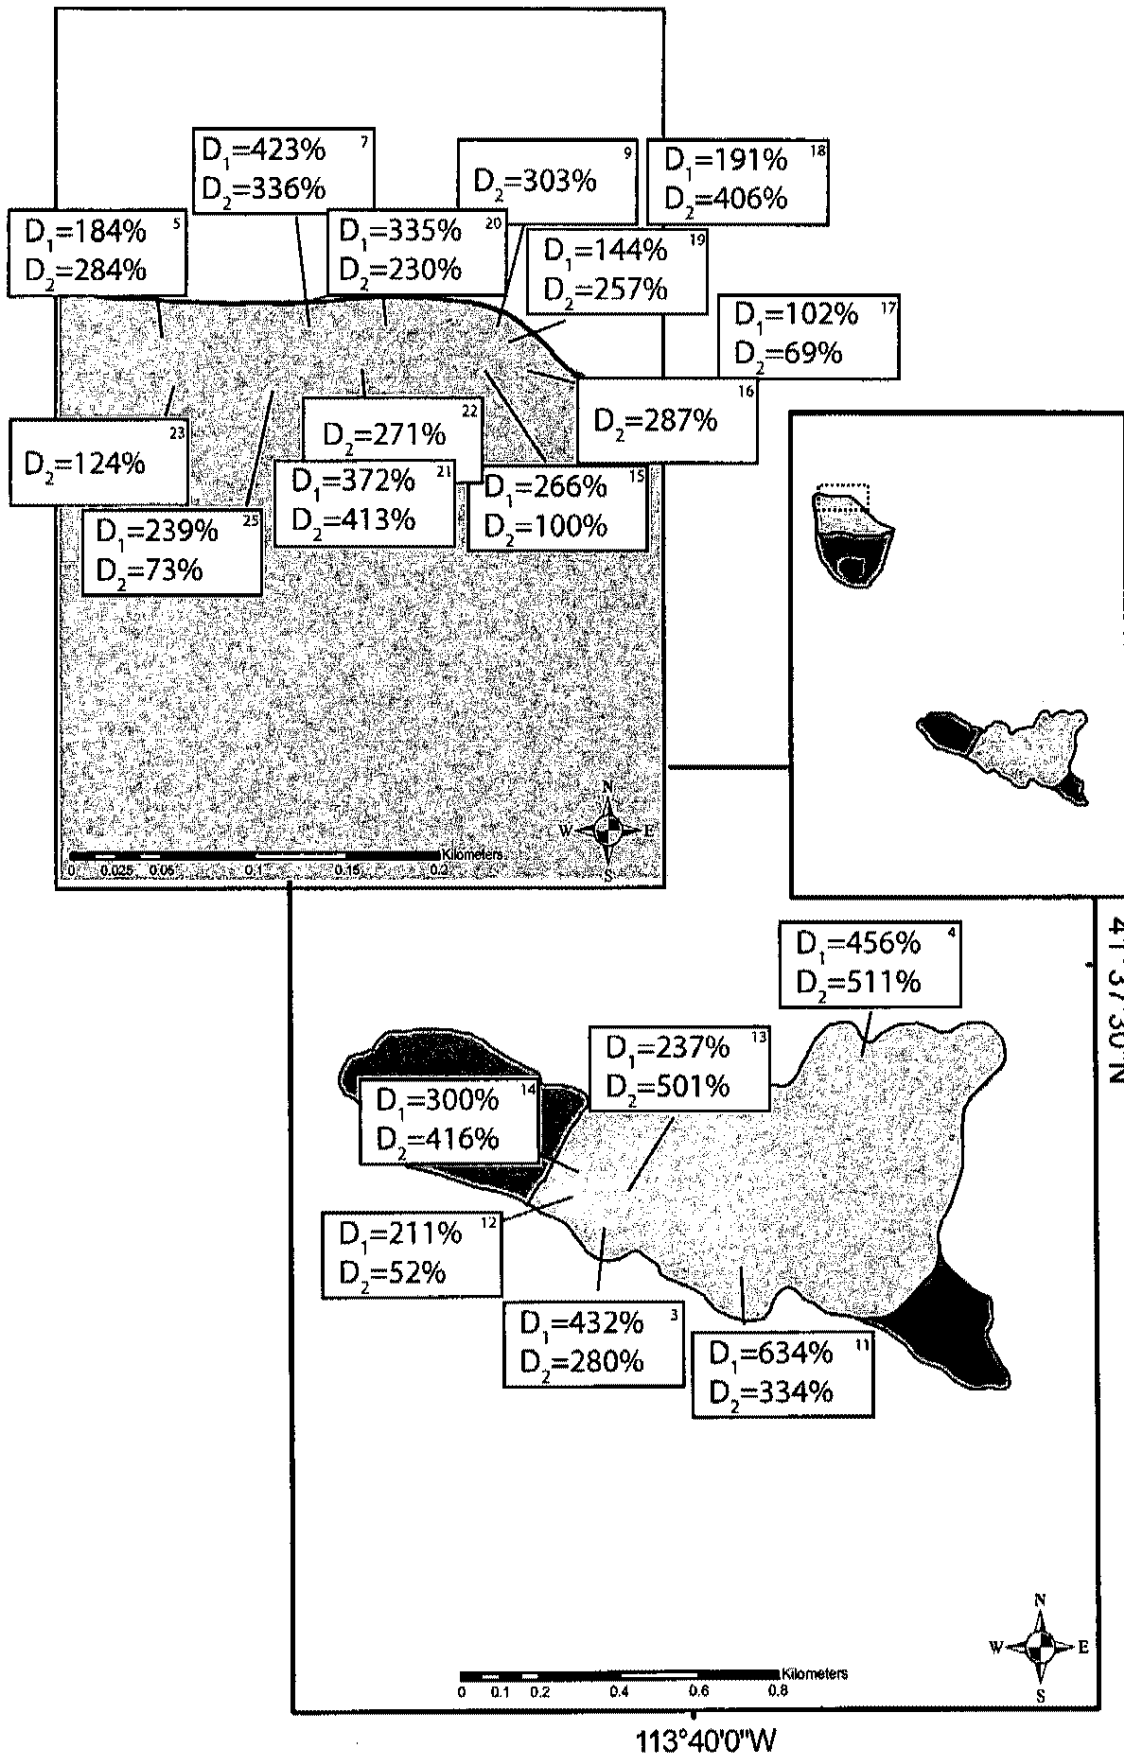 D1=423% 7
D2=336%
D2=303% 9
D1=191% 18
D2=406%
D1=184% 5
D2=284%
D1=335% 20
D2=230%
D1=144% 19
D2=257%
D1=102% 17
D2=69%
D2=287% 16
D2=124% 23
D2=271% 22
D1=372% 21
D2=413%
D1=266% 15
D2=100%
D1=239% 25
D2=73%
N
W E
S
0 0.025 0.05 0.1 0.15 0.2 Kilometers
D1=456% 4
D2=511%
41°37'30"N
D1=237% 13
D2=501%
D1=300% 14
D2=416%
D1=211% 12
D2=52%
D1=432% 3
D2=280%
D1=634% 11
D2=334%
N
W E
S
0 0.1 0.2 0.4 0.6 0.8 Kilometers
113°40'0"W